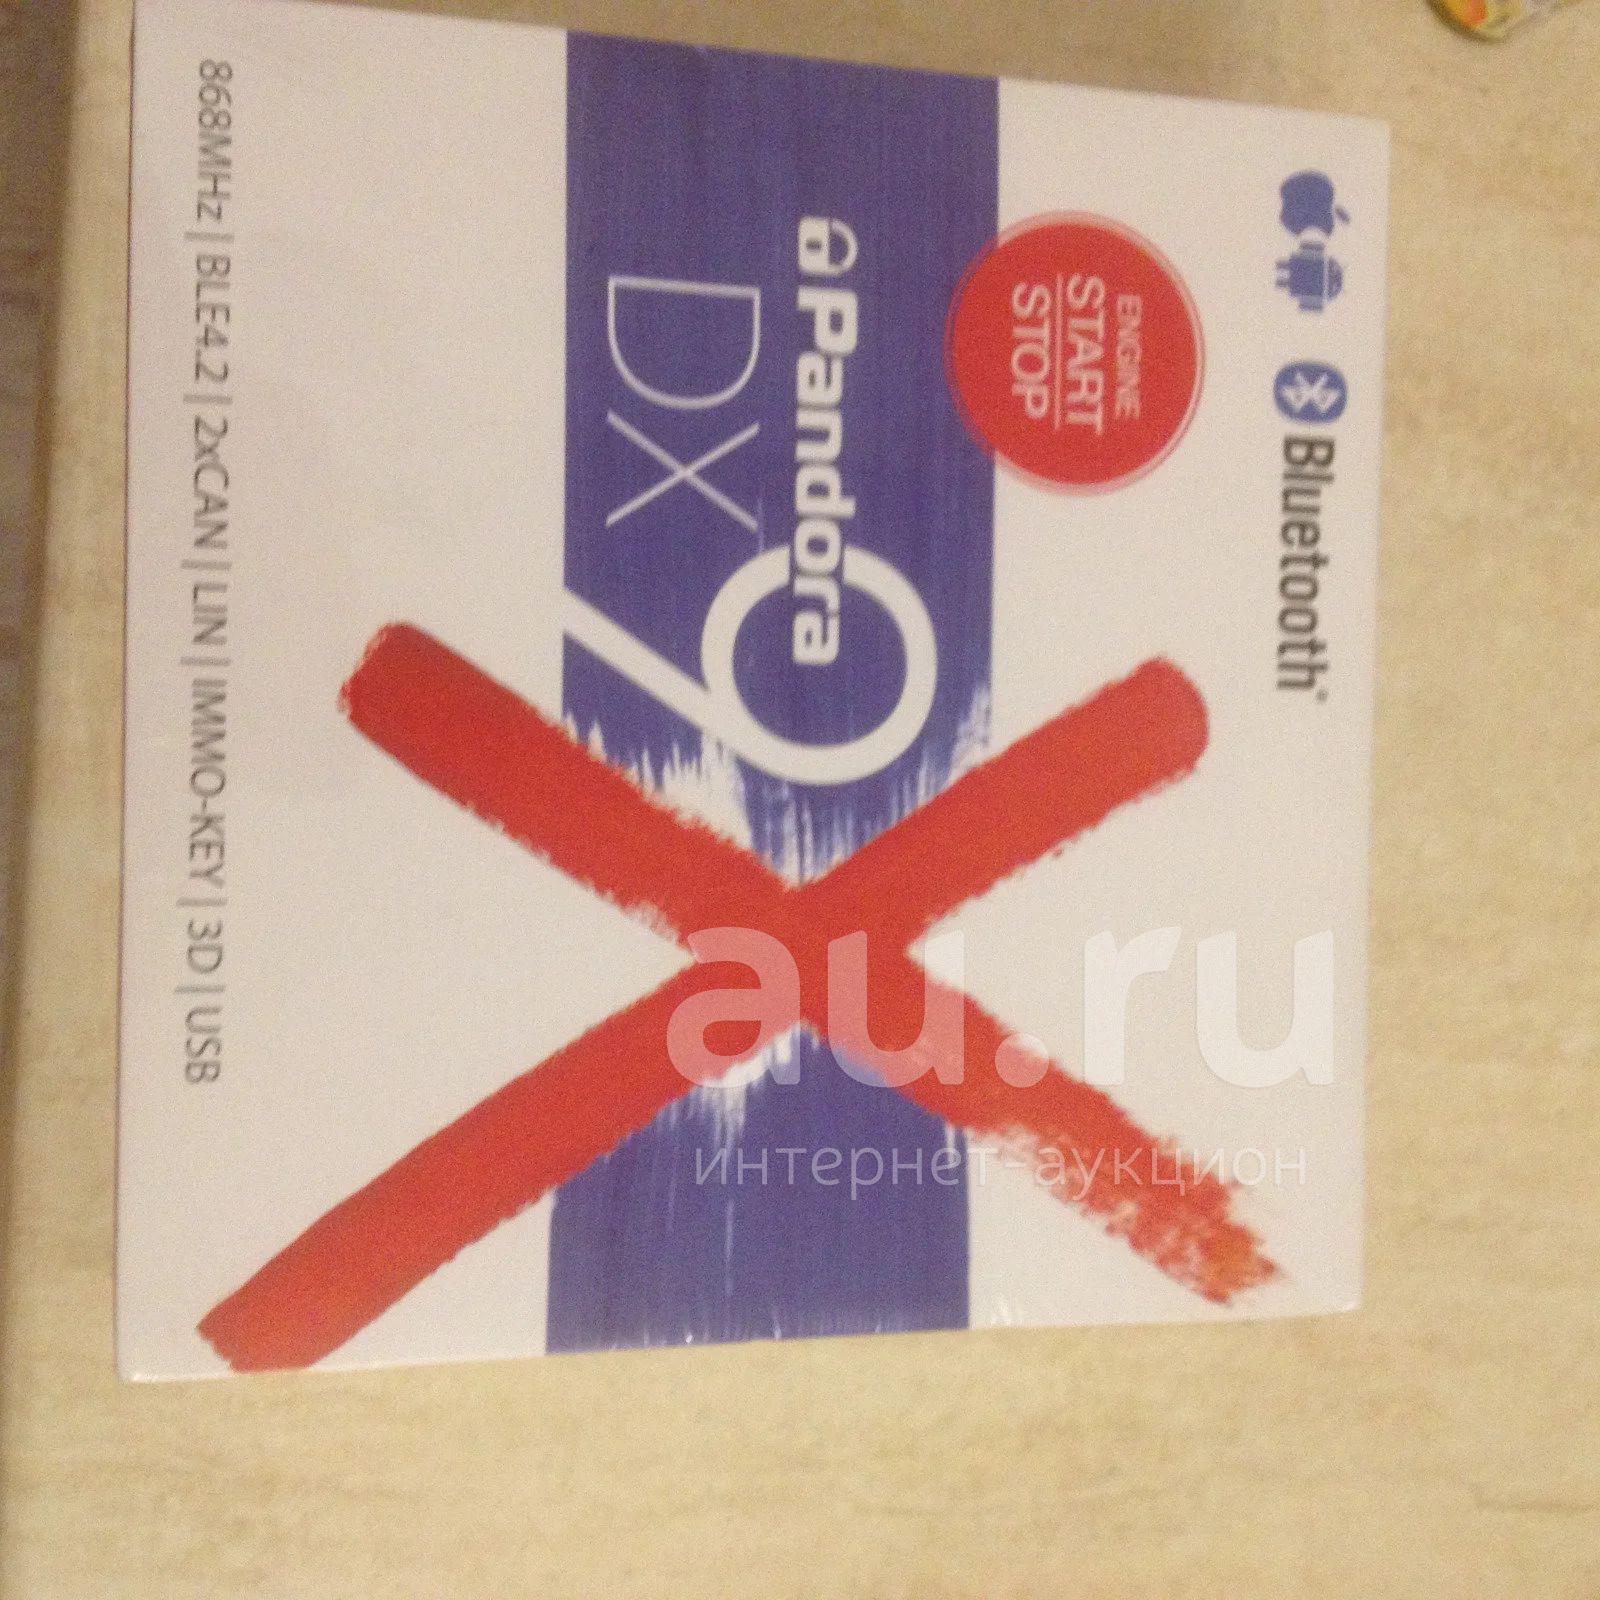 Bluetooth®
ENGINE
START
STOP
Pandora
DX 9
868MHz | BLE4.2 | 2xCAN | LIN | IMMO-KEY | 3D | USB
au.ru
интернет-аукцион